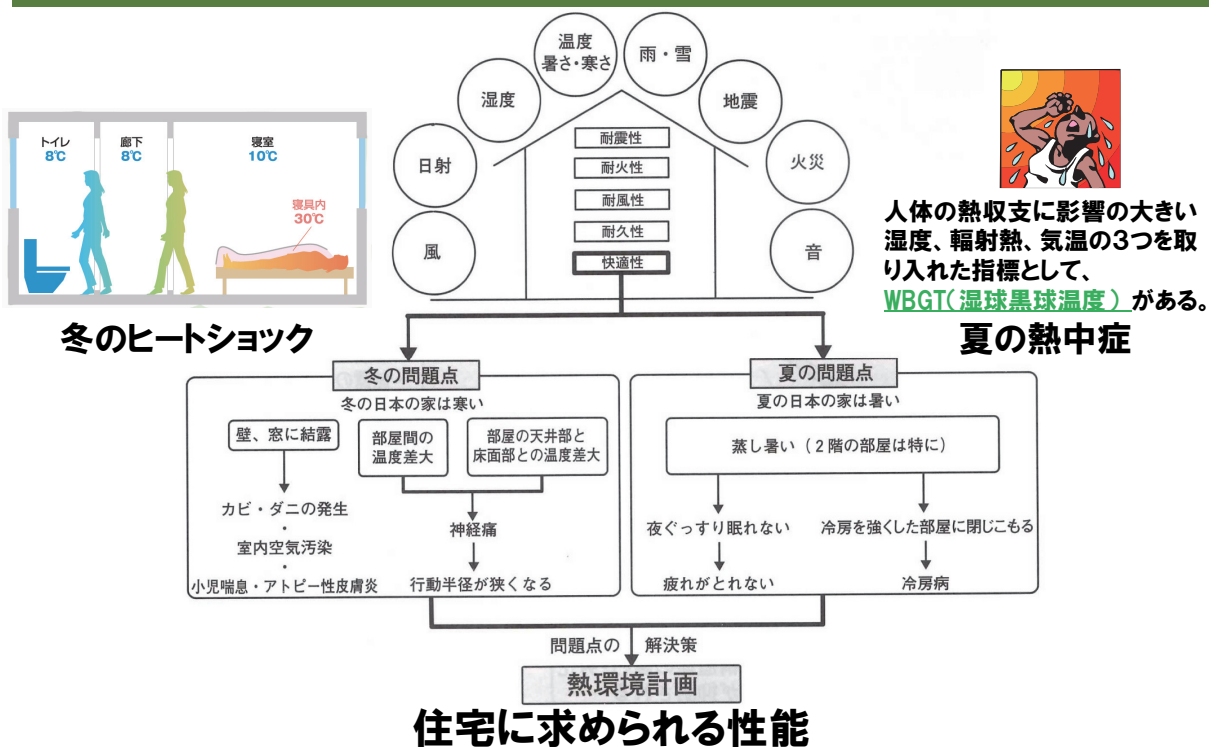 温度
暑さ・寒さ
雨・雪
湿度
地震
日射
火災
風
音
耐震性
耐火性
耐風性
耐久性
快適性
トイレ
8℃
廊下
8℃
寝室
10℃
寝具内
30℃
冬のヒートショック
人体の熱収支に影響の大きい
湿度、輻射熱、気温の3つを取
り入れた指標として、
WBGT(湿球黒球温度) がある。
夏の熱中症
冬の問題点
冬の日本の家は寒い
壁、窓に結露
部屋間の
温度差大
部屋の天井部と
床面部との温度差大
カビ・ダニの発生
・
室内空気汚染
・
小児喘息・アトピー性皮膚炎
神経痛
行動半径が狭くなる
夏の問題点
夏の日本の家は暑い
蒸し暑い(2階の部屋は特に)
夜ぐっすり眠れない
疲れがとれない
冷房を強くした部屋に閉じこもる
冷房病
問題点の 解決策
熱環境計画
住宅に求められる性能